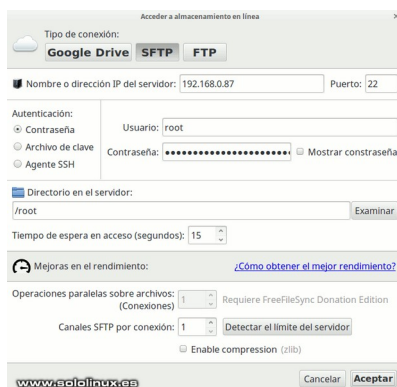 Acceder a almacenamiento en línea
Tipo de conexión:
Google Drive SFTP FTP
Nombre o dirección IP del servidor: 192.168.0.87 Puerto: 22
Autenticación:
Contraseña
Archivo de clave
Agente SSH
Usuario: root
Contraseña: Mostrar constraseña
Directorio en el servidor:
/root Examinar
Tiempo de espera en acceso (segundos): 15
Mejoras en el rendimiento: ¿Cómo obtener el mejor rendimiento?
Operaciones paralelas sobre archivos: 1 Requiere FreeFileSync Donation Edition
(Conexiones)
Canales SFTP por conexión: 1 Detectar el límite del servidor
Enable compression (zlib)
www.sololinux.es Cancelar Aceptar